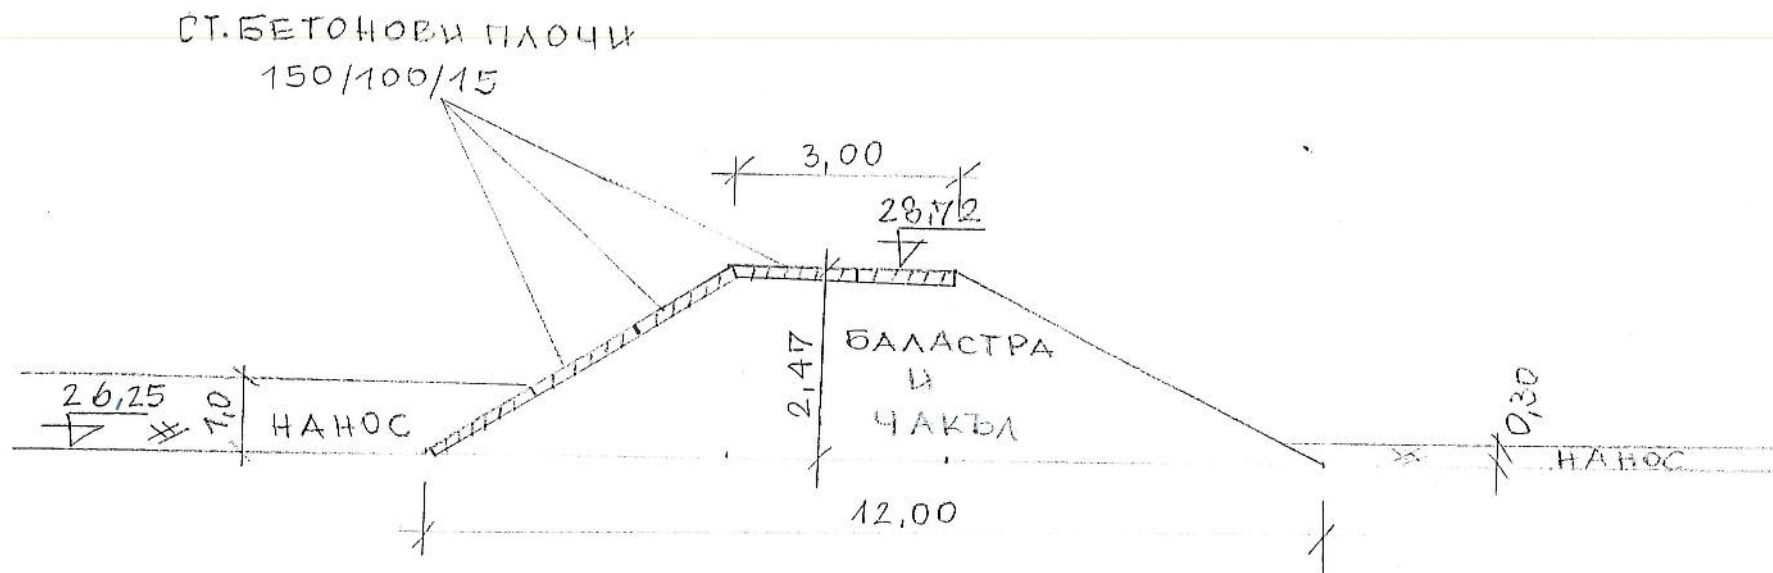 СТ. БЕТОНОВИ ПЛОЧИ
150/100/15
3,00
28,72
2,47
БАЛАСТРА
И
ЧАКЪЛ
26,25
1,0
НАНОС
0,30
НАНОС
12,00